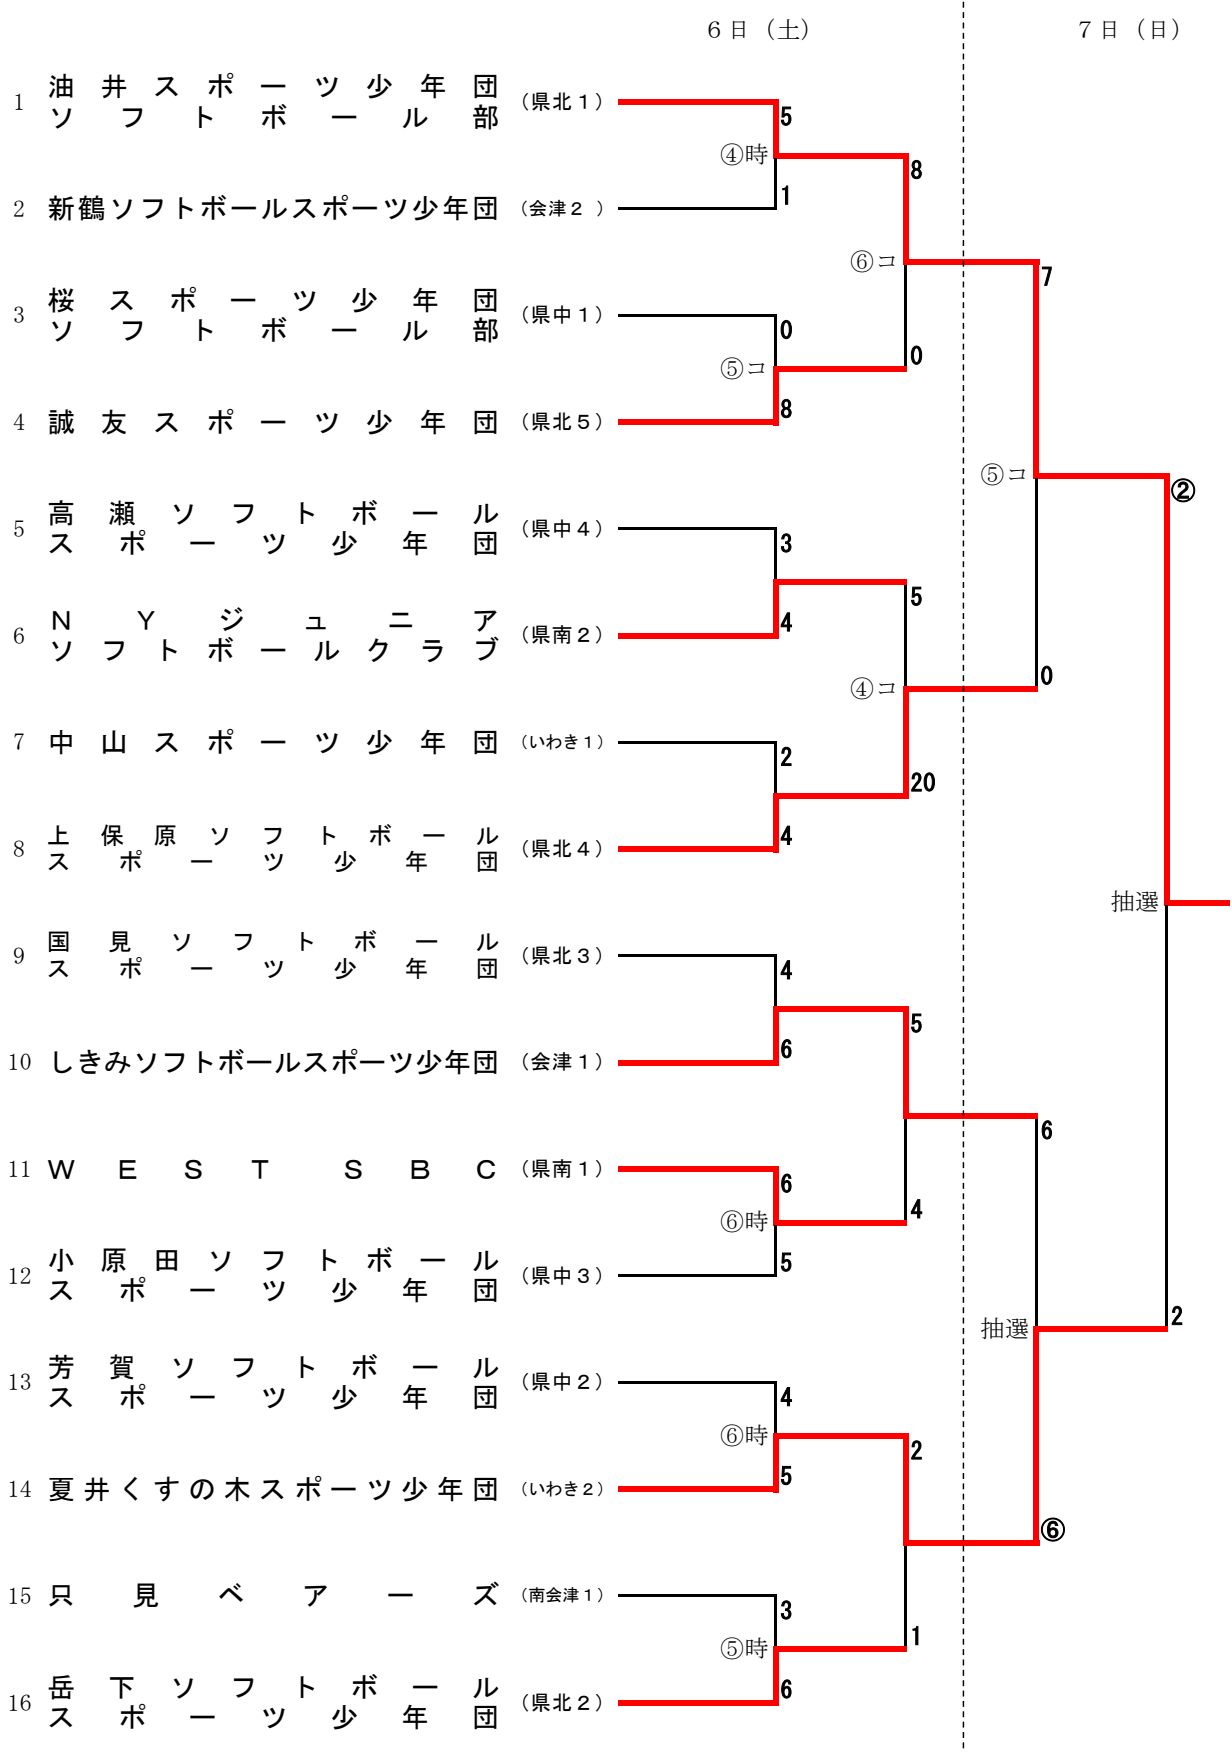 6日（土） 7日（日）
1 油井スポーツ少年団 （県北1）
ソフトボール部
5
④時
8
1
2 新鶴ソフトボールスポーツ少年団 （会津2 ）
⑥コ
7
3 桜スポーツ少年団 （県中1）
ソフトボール部
0
⑤コ
0
8
4 誠友スポーツ少年団 （県北5）
⑤コ
②
5 高瀬ソフトボール （県中4）
スポーツ少年団
3
5
6 NYジュニア （県南2）
ソフトボールクラブ
4
④コ
0
7 中山スポーツ少年団 （いわき1）
2
20
8 上保原ソフトボール （県北4）
スポーツ少年団
4
抽選
9 国見ソフトボール （県北3）
スポーツ少年団
4
5
6
10 しきみソフトボールスポーツ少年団 （会津1）
6
11 WEST SBC （県南1）
6
⑥時
4
5
12 小原田ソフトボール （県中3）
スポーツ少年団
抽選
2
13 芳賀ソフトボール （県中2）
スポーツ少年団
4
⑥時
2
5
14 夏井くすの木スポーツ少年団 （いわき2）
⑥
15 只見ベアーズ （南会津1）
3
⑤時
1
6
16 岳下ソフトボール （県北2）
スポーツ少年団